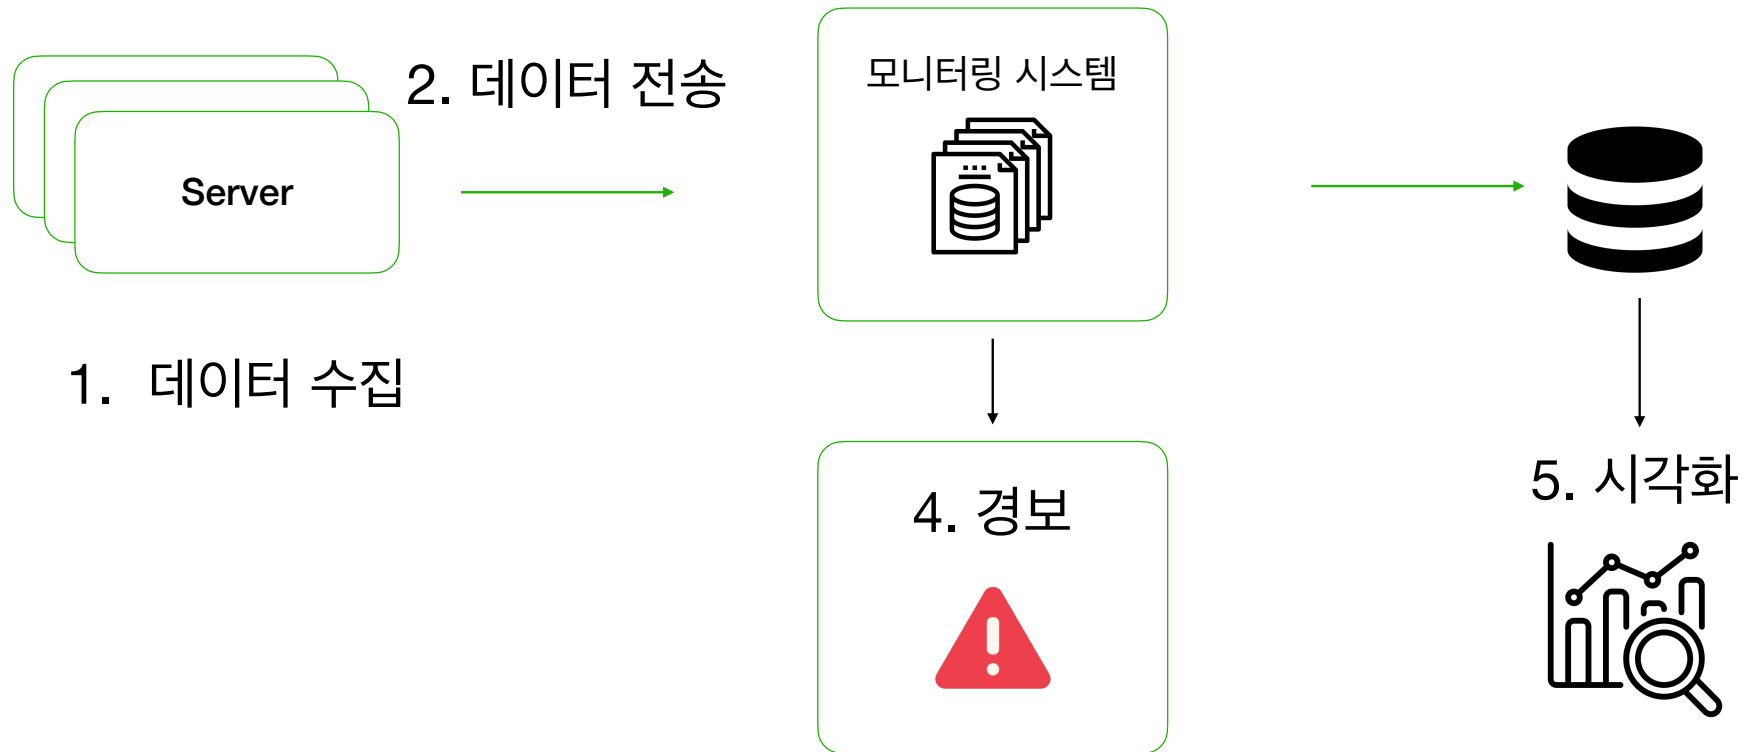 2. 데이터 전송
모니터링 시스템
Server
1. 데이터 수집
4. 경보
5. 시각화